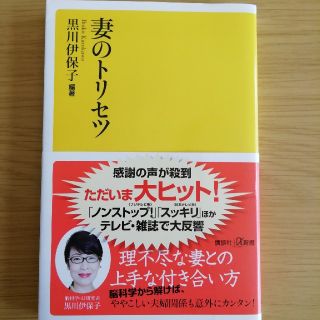 妻のトリセツ
Ihoko Kurokawa
黒川伊保子 編著
感謝の声が殺到
ただいま大ヒット!
「ノンストップ!」「スッキリ」ほか
テレビ・雑誌で大反響
講談社+α新書
理不尽な妻との
上手な付き合い方
脳科学から解けば、
ややこしい夫婦関係も意外にカンタン!
黒川伊保子